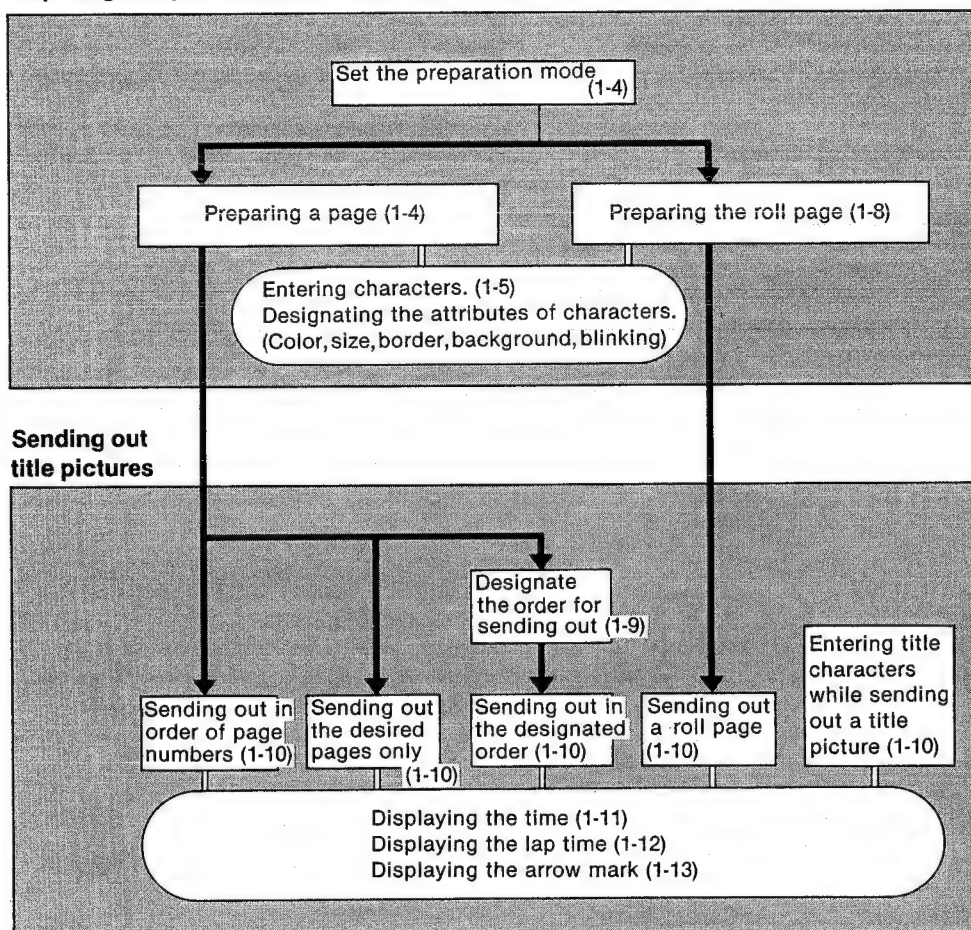 Set the preparation mode
(1-4)
Preparing a page (1-4)
Preparing the roll page (1-8)
Entering characters. (1-5)
Designating the attributes of characters.
(Color, size, border, background, blinking)
Sending out
title pictures
Designate
the order for
sending out (1-9)
Sending out in
order of page
numbers (1-10)
Sending out
the desired
pages only
(1-10)
Sending out
in the designated
order (1-10)
Sending out
a roll page
(1-10)
Entering title
characters
while sending
out a title
picture (1-10)
Displaying the time (1-11)
Displaying the lap time (1-12)
Displaying the arrow mark (1-13)